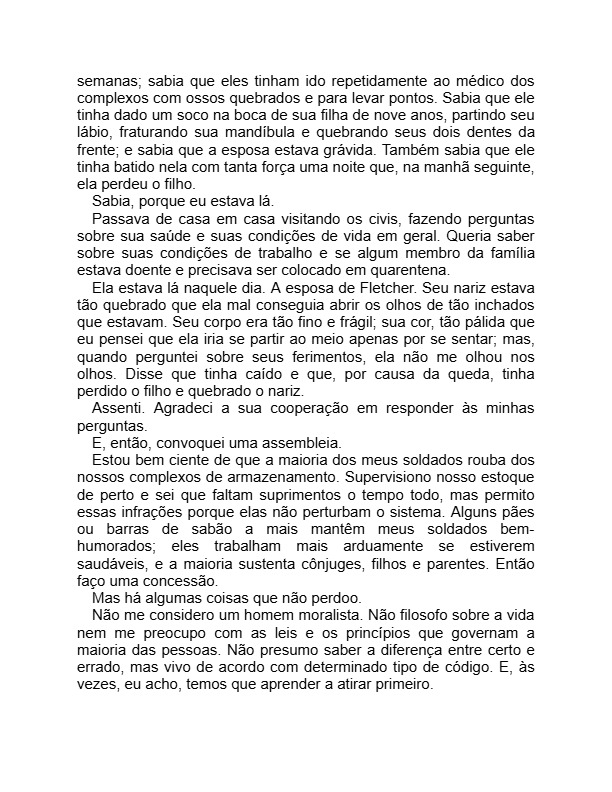 semanas; sabia que eles tinham ido repetidamente ao médico dos
complexos com ossos quebrados e para levar pontos. Sabia que ele
tinha dado um soco na boca de sua filha de nove anos, partindo seu
lábio, fraturando sua mandíbula e quebrando seus dois dentes da
frente; e sabia que a esposa estava grávida. Também sabia que ele
tinha batido nela com tanta força uma noite que, na manhã seguinte,
ela perdeu o filho.
Sabia, porque eu estava lá.
Passava de casa em casa visitando os civis, fazendo perguntas
sobre sua saúde e suas condições de vida em geral. Queria saber
sobre suas condições de trabalho e se algum membro da família
estava doente e precisava ser colocado em quarentena.
Ela estava lá naquele dia. A esposa de Fletcher. Seu nariz estava
tão quebrado que ela mal conseguia abrir os olhos de tão inchados
que estavam. Seu corpo era tão fino e frágil; sua cor, tão pálida que
eu pensei que ela iria se partir ao meio apenas por se sentar; mas,
quando perguntei sobre seus ferimentos, ela não me olhou nos
olhos. Disse que tinha caído e que, por causa da queda, tinha
perdido o filho e quebrado o nariz.
Assenti. Agradeci a sua cooperação em responder às minhas
perguntas.
E, então, convoquei uma assembleia.
Estou bem ciente de que a maioria dos meus soldados rouba dos
nossos complexos de armazenamento. Supervisiono nosso estoque
de perto e sei que faltam suprimentos o tempo todo, mas permito
essas infrações porque elas não perturbam o sistema. Alguns pães
ou barras de sabão a mais mantêm meus soldados bem-
humorados; eles trabalham mais arduamente se estiverem
saudáveis, e a maioria sustenta cônjuges, filhos e parentes. Então
faço uma concessão.
Mas há algumas coisas que não perdoo.
Não me considero um homem moralista. Não filosofo sobre a vida
nem me preocupo com as leis e os princípios que governam a
maioria das pessoas. Não presumo saber a diferença entre certo e
errado, mas vivo de acordo com determinado tipo de código. E, às
vezes, eu acho, temos que aprender a atirar primeiro.